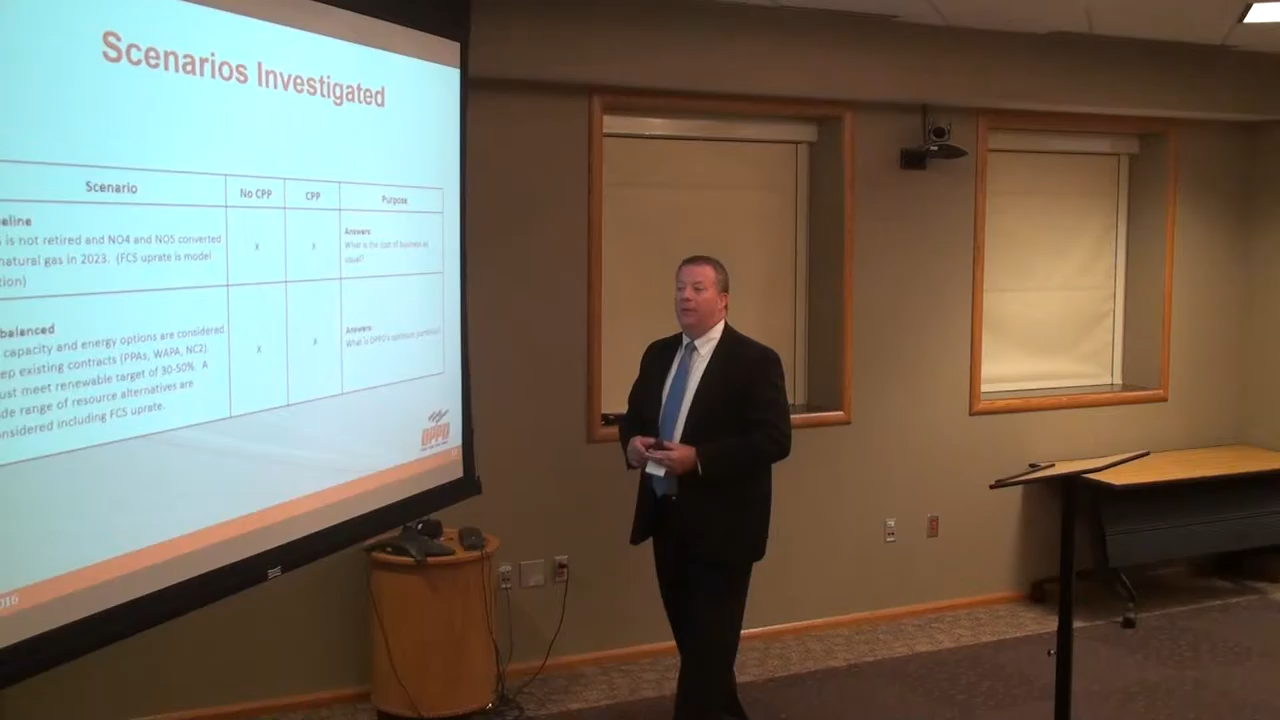 Scenarios Investigated
Scenario No CPP CPP Purpose
eline
is not retired and NO4 and NO5 converted
natural gas in 2023. (FCS uprate is model
tion)
x x
Answers:
What is the cost of business as
usual?
balanced
capacity and energy options are considered.
ep existing contracts (PPAs, WAPA, NC2)
ust meet renewable target of 30-50%. A
de range of resource alternatives are
onsidered including FCS uprate.
x x
Answers:
What is OPPD's optimum portfolio?
OPPD
17
016